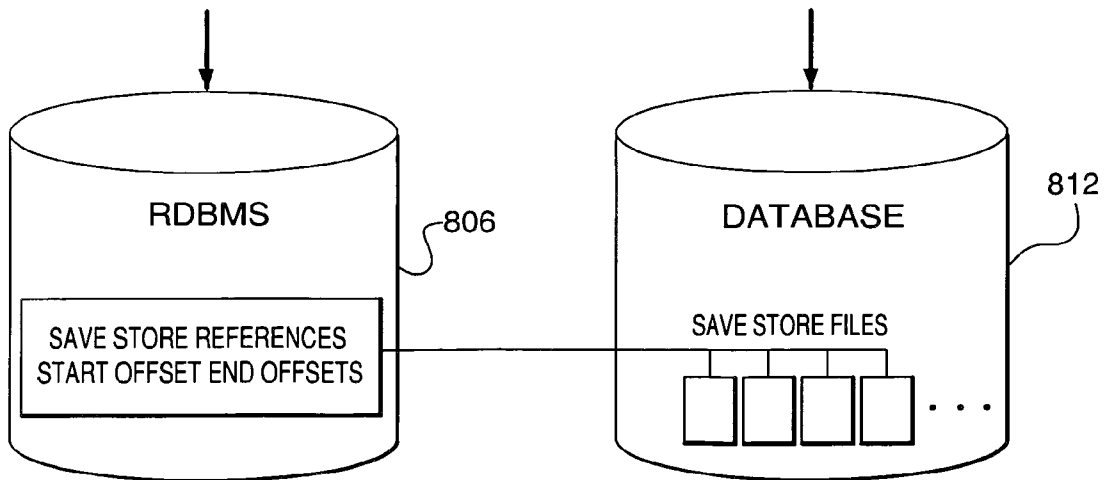 RDBMS
806
SAVE STORE REFERENCES
START OFFSET END OFFSETS
DATABASE
812
SAVE STORE FILES
. . .